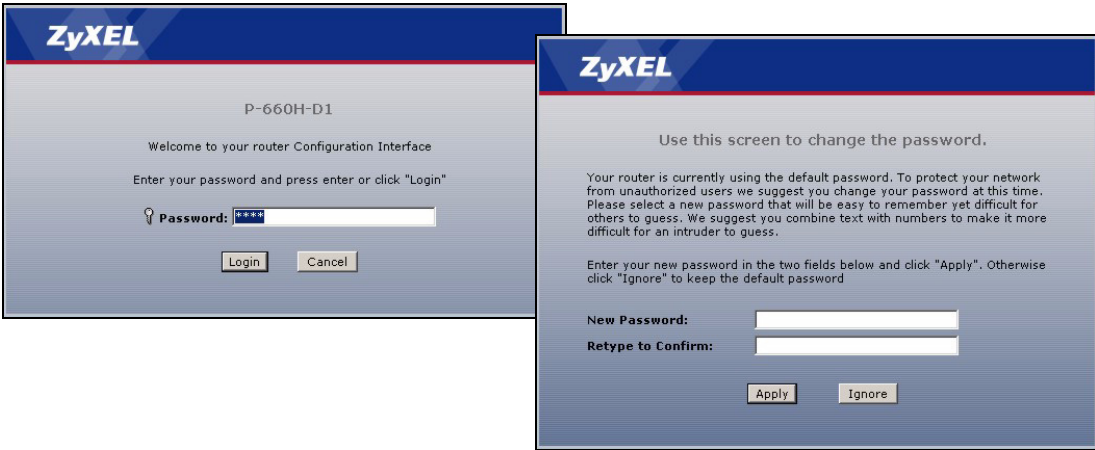 ZyXEL
P-660H-D1
Welcome to your router Configuration Interface
Enter your password and press enter or click "Login"
Password: ****
Login Cancel
ZyXEL
Use this screen to change the password.
Your router is currently using the default password. To protect your network
from unauthorized users we suggest you change your password at this time.
Please select a new password that will be easy to remember yet difficult for
others to guess. We suggest you combine text with numbers to make it more
difficult for an intruder to guess.
Enter your new password in the two fields below and click "Apply". Otherwise
click "Ignore" to keep the default password
New Password:
Retype to Confirm:
Apply Ignore